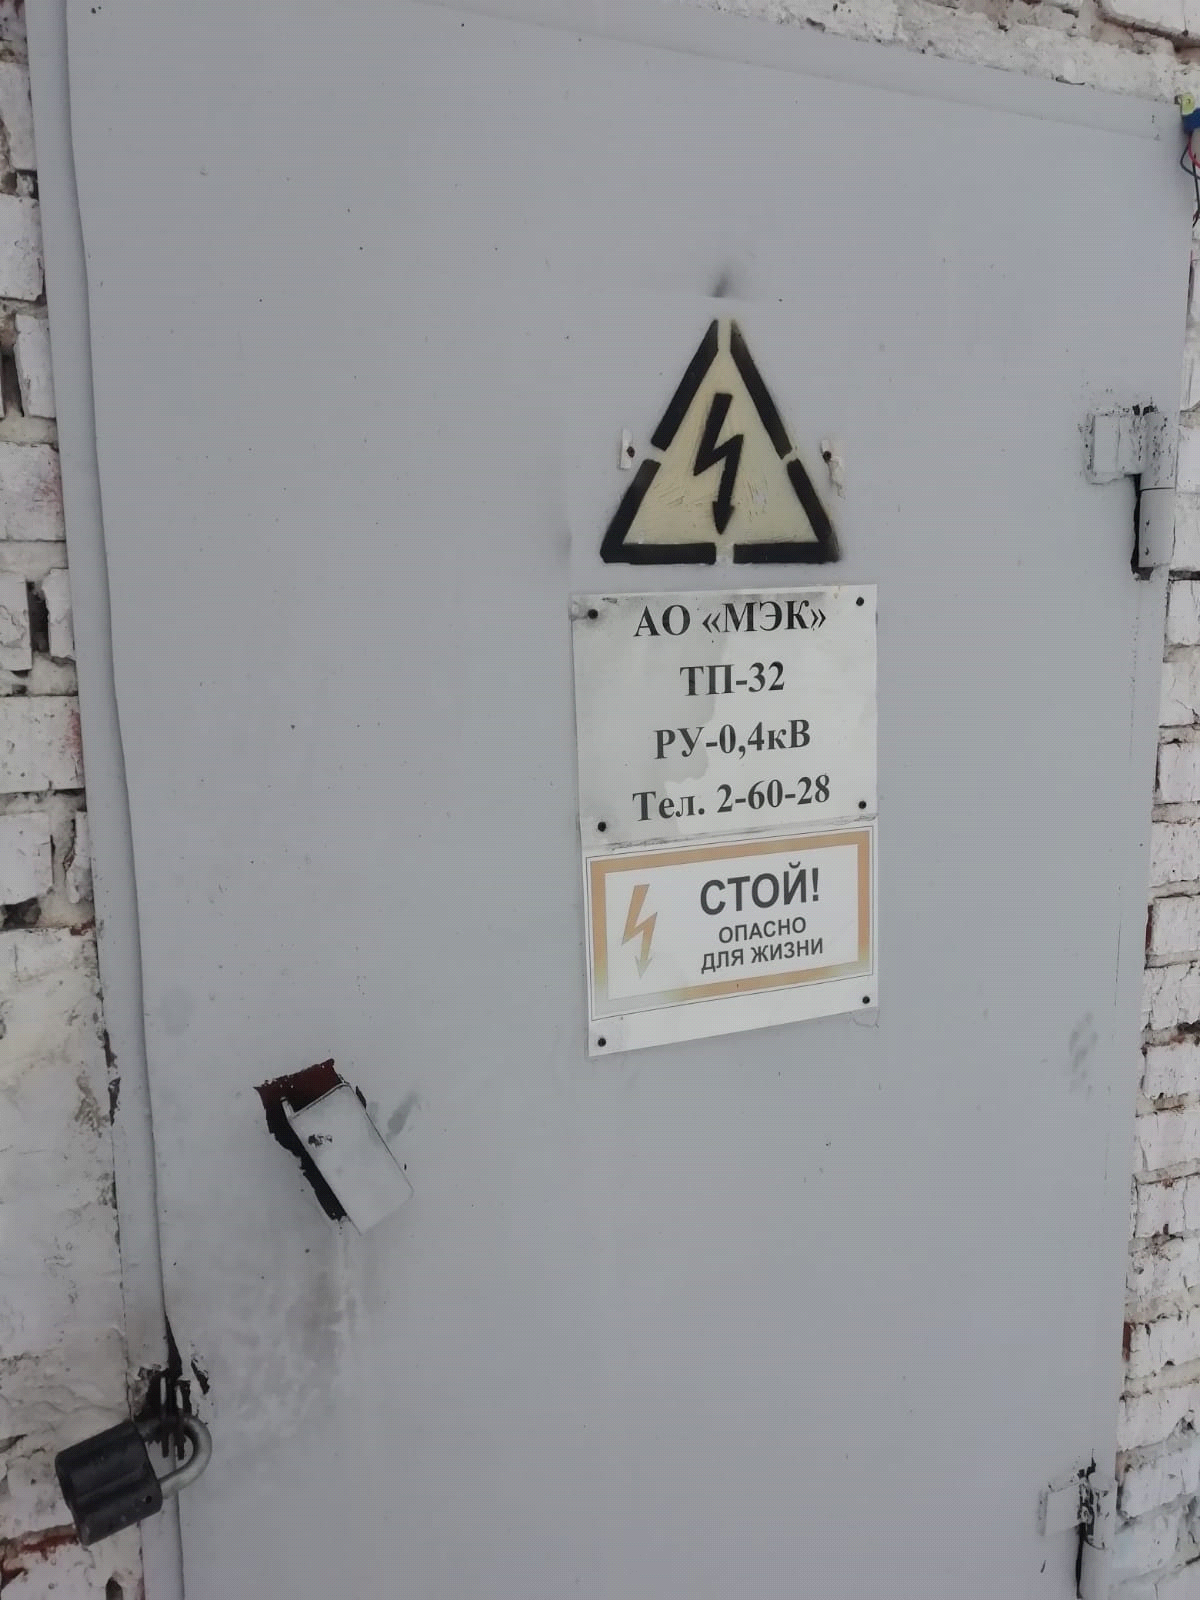 АО «МЭК»
ТП-32
РУ-0,4кВ
Тел. 2-60-28
СТОЙ!
ОПАСНО
ДЛЯ ЖИЗНИ